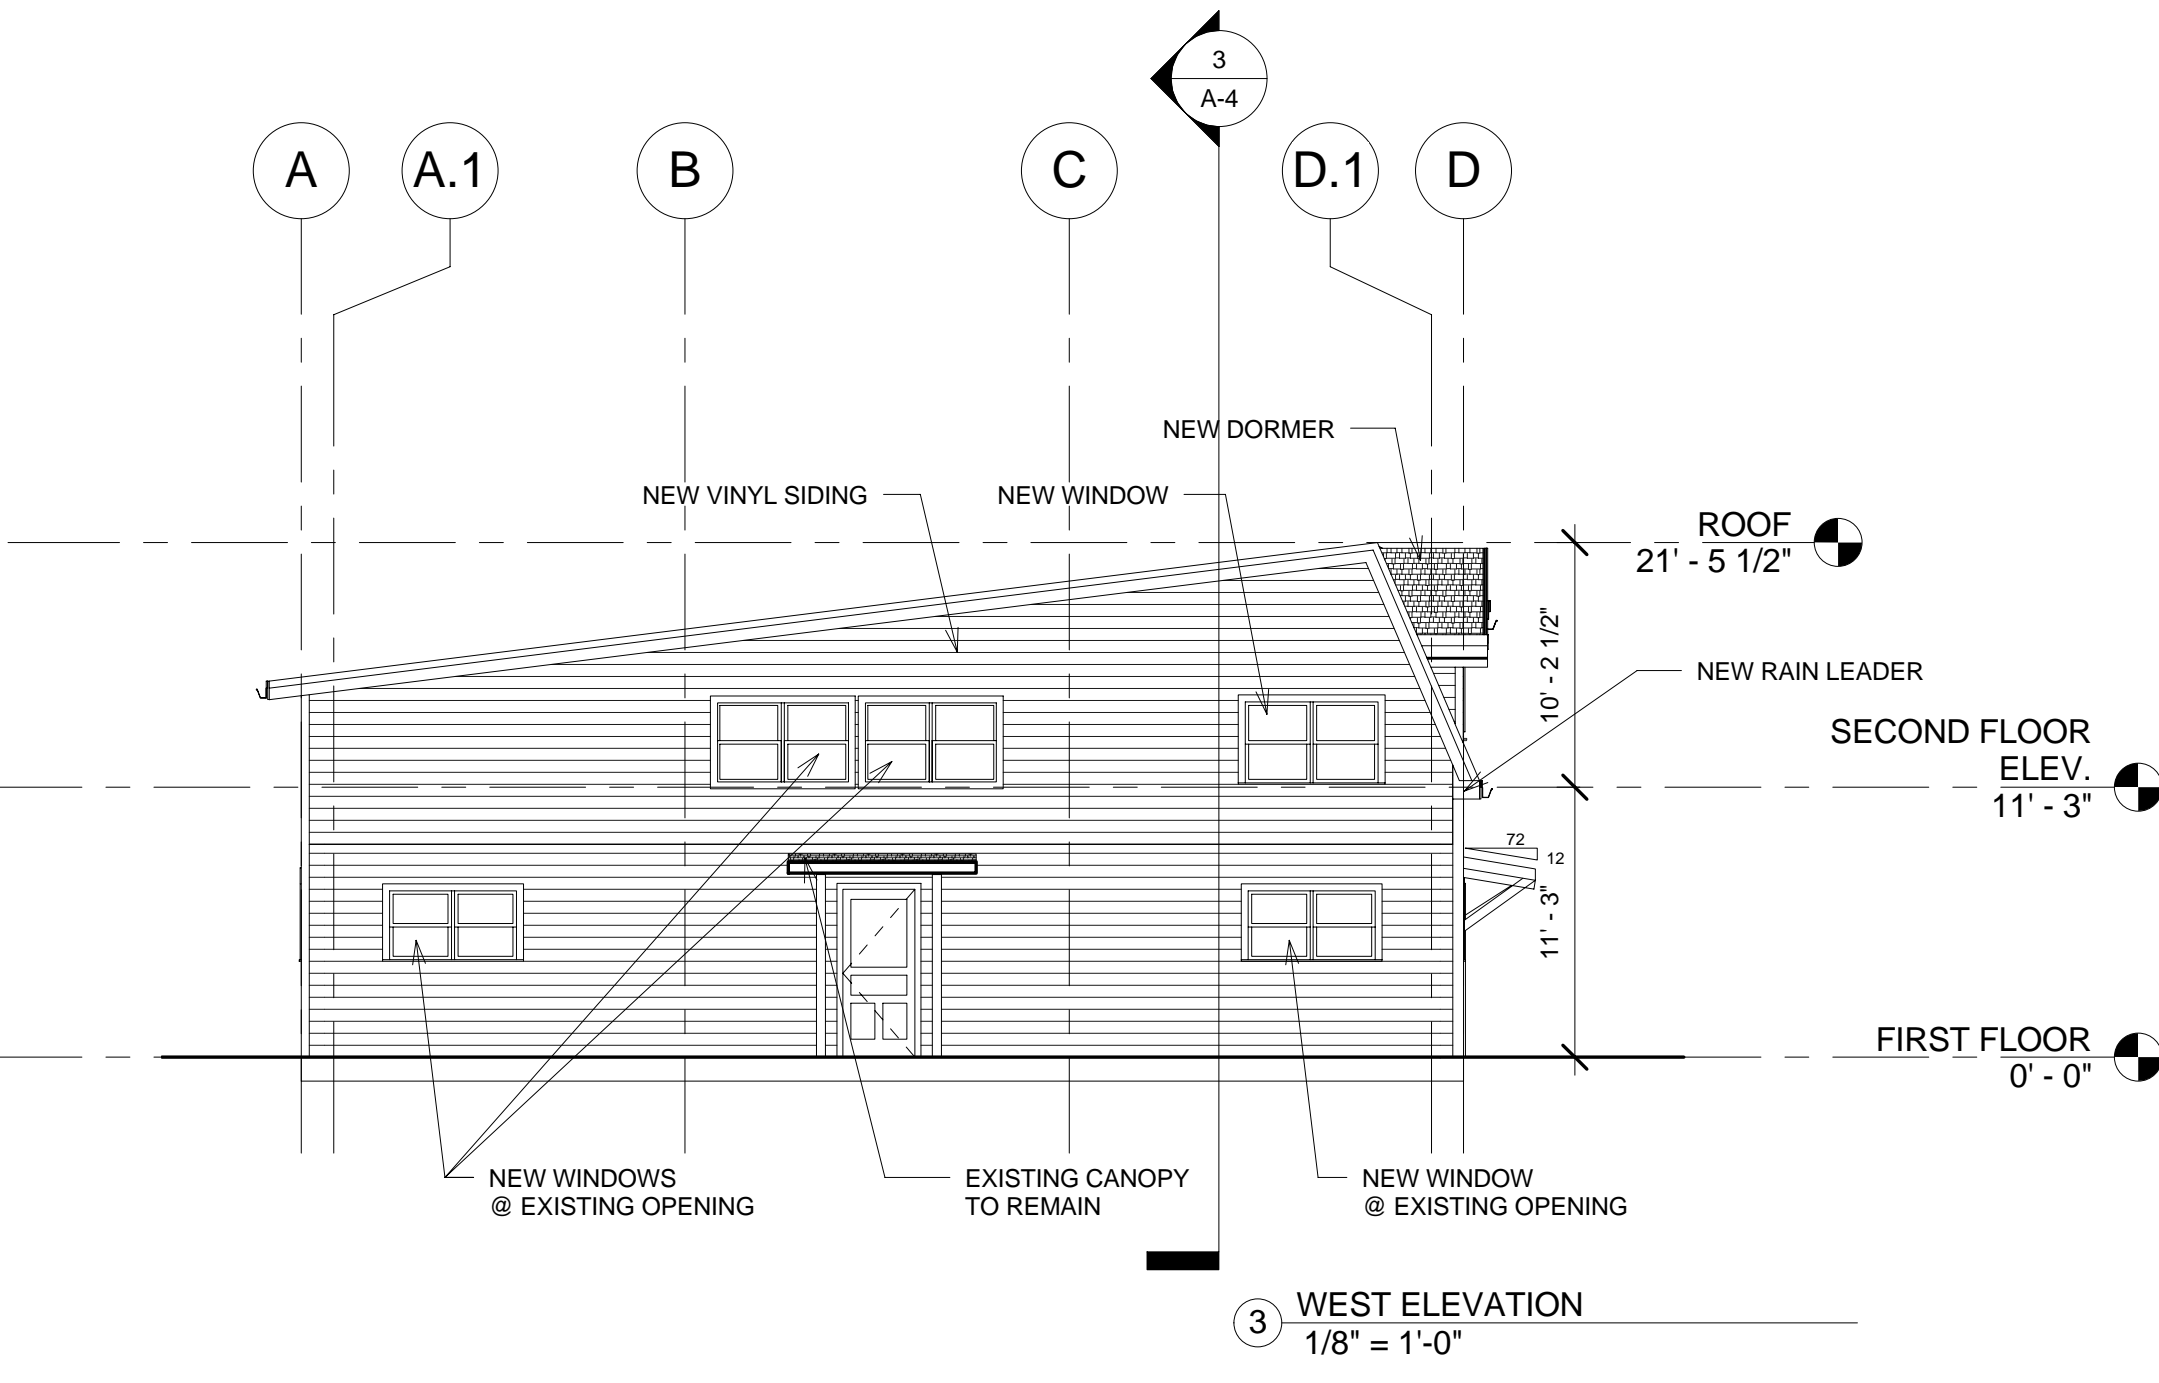 3
A-4
A
A.1
B
C
D.1
D
NEW DORMER
NEW VINYL SIDING
NEW WINDOW
ROOF
21' - 5 1/2"
10' - 2 1/2"
NEW RAIN LEADER
SECOND FLOOR
ELEV.
11' - 3"
72
12
11' - 3"
FIRST FLOOR
0' - 0"
NEW WINDOWS
@ EXISTING OPENING
EXISTING CANOPY
TO REMAIN
NEW WINDOW
@ EXISTING OPENING
3
WEST ELEVATION
1/8" = 1'-0"